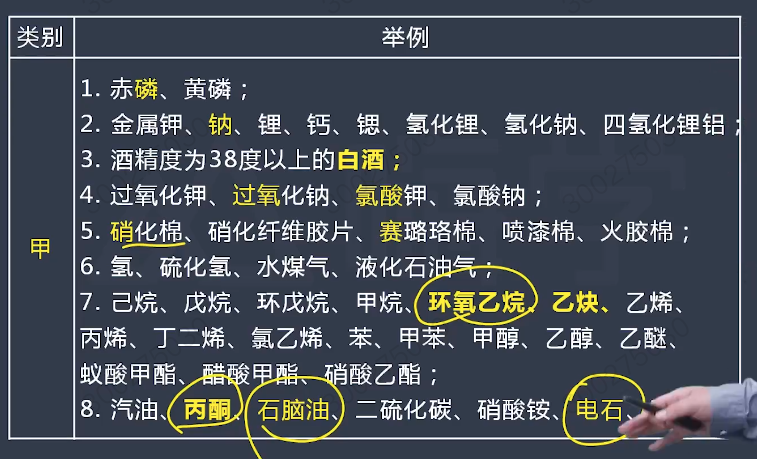 类别 举例
甲
1. 赤磷、黄磷；
2. 金属钾、钠、锂、钙、锶、氢化锂、氢化钠、四氢化锂铝；
3. 酒精度为38度以上的白酒；
4. 过氧化钾、过氧化钠、氯酸钾、氯酸钠；
5. 硝化棉、硝化纤维胶片、赛璐珞棉、喷漆棉、火胶棉；
6. 氢、硫化氢、水煤气、液化石油气；
7. 己烷、戊烷、环戊烷、甲烷、环氧乙烷、乙炔、乙烯、
丙烯、丁二烯、氯乙烯、苯、甲苯、甲醇、乙醇、乙醚、
蚁酸甲酯、醋酸甲酯、硝酸乙酯；
8. 汽油、丙酮、石脑油、二硫化碳、硝酸铵、电石、